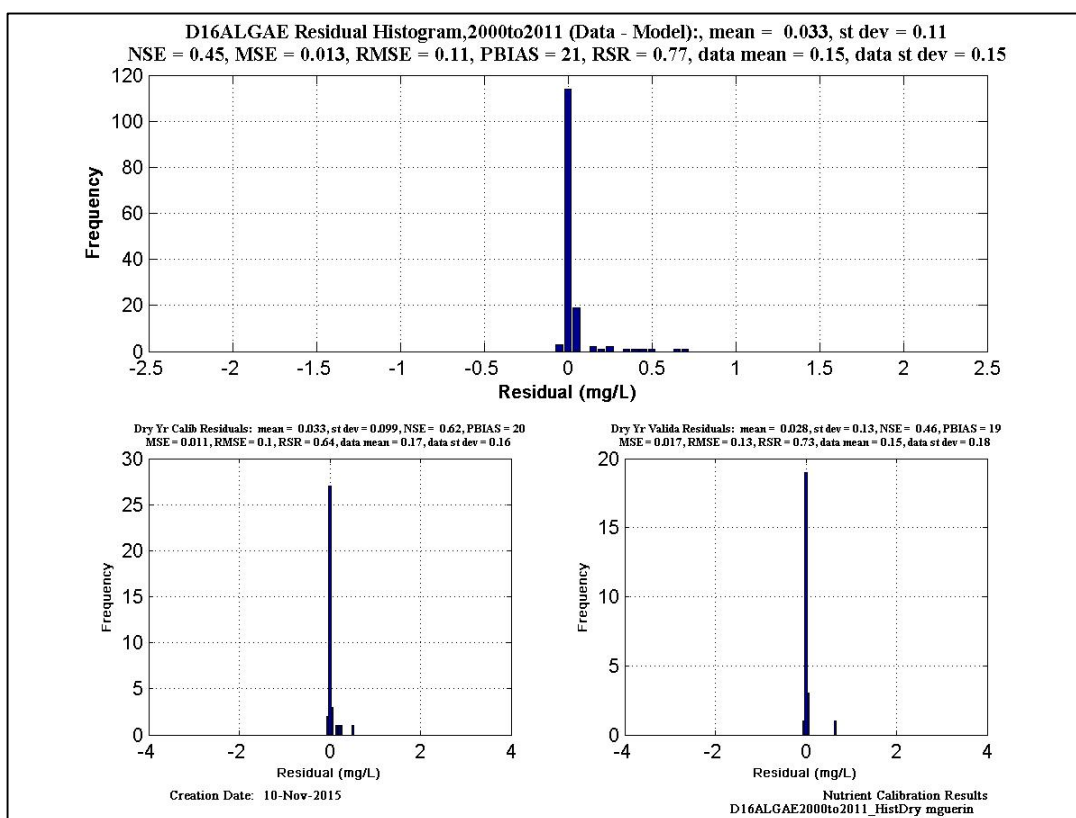 D16ALGAE Residual Histogram,2000to2011 (Data - Model):, mean = 0.033, st dev = 0.11
NSE = 0.45, MSE = 0.013, RMSE = 0.11, PBIAS = 21, RSR = 0.77, data mean = 0.15, data st dev = 0.15
120
100
80
60
40
20
0
Frequency
-2.5 -2 -1.5 -1 -0.5 0 0.5 1 1.5 2 2.5
Residual (mg/L)
Dry Yr Calib Residuals: mean = 0.033, st dev = 0.099, NSE = 0.62, PBIAS = 20
MSE = 0.011, RMSE = 0.1, RSR = 0.64, data mean = 0.17, data st dev = 0.16
30
25
20
15
10
5
0
Frequency
-4 -2 0 2 4
Residual (mg/L)
Dry Yr Valida Residuals: mean = 0.028, st dev = 0.13, NSE = 0.46, PBIAS = 19
MSE = 0.017, RMSE = 0.13, RSR = 0.73, data mean = 0.15, data st dev = 0.18
20
15
10
5
0
Frequency
-4 -2 0 2 4
Residual (mg/L)
Creation Date: 10-Nov-2015
Nutrient Calibration Results
D16ALGAE2000to2011_HistDry mguerin